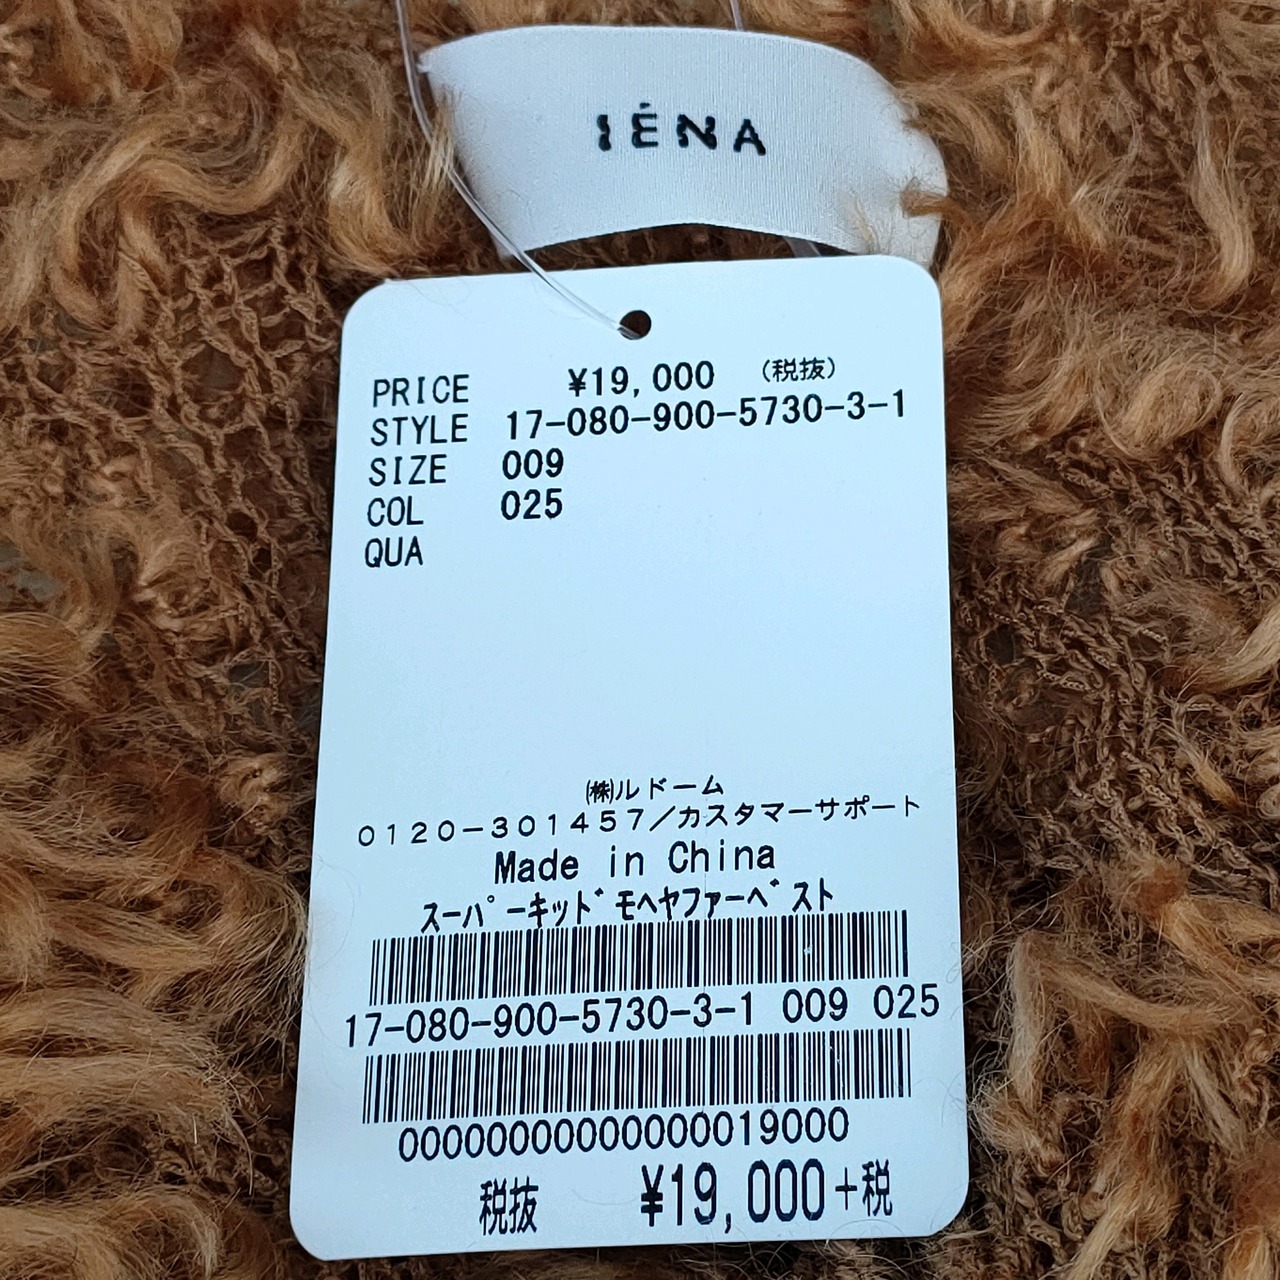 IÉNA
PRICE ¥19,000 (税抜)
STYLE 17-080-900-5730-3-1
SIZE 009
COL 025
QUA
㈱ルドーム
0120-301457/カスタマーサポート
Made in China
スーパーキッドモヘヤファーベスト
17-080-900-5730-3-1 009 025
00000000000000019000
税抜 ¥19,000+税